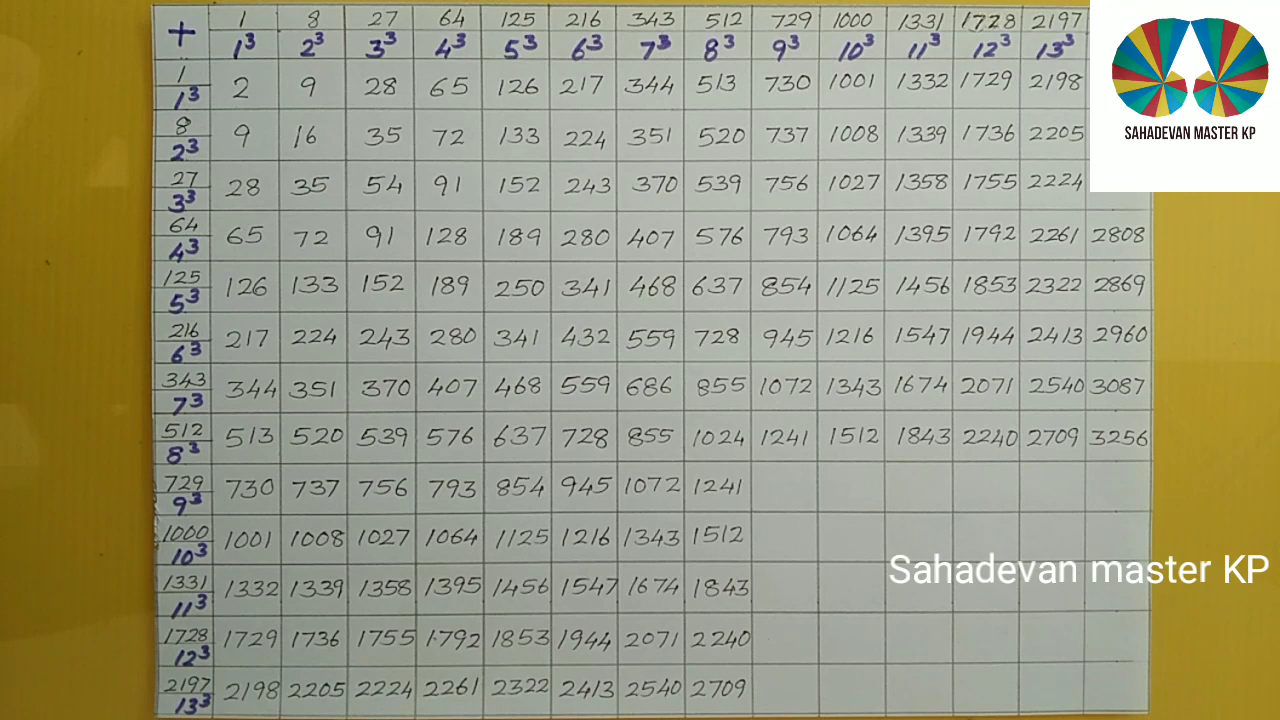 + 1 8 27 64 125 216 343 512 729 1000 1331 1728 2197
1³ 2³ 3³ 4³ 5³ 6³ 7³ 8³ 9³ 10³ 11³ 12³ 13³
1 1³ 2 9 28 65 126 217 344 513 730 1001 1332 1729 2198
SAHADEVAN MASTER KP
8 2³ 9 16 35 72 133 224 351 520 737 1008 1339 1736 2205
27 3³ 28 35 54 91 152 243 370 539 756 1027 1358 1755 2224
64 4³ 65 72 91 128 189 280 407 576 793 1064 1395 1792 2261 2808
125 5³ 126 133 152 189 250 341 468 637 854 1125 1456 1853 2322 2869
216 6³ 217 224 243 280 341 432 559 728 945 1216 1547 1944 2413 2960
343 7³ 344 351 370 407 468 559 686 855 1072 1343 1674 2071 2540 3087
512 8³ 513 520 539 576 637 728 855 1024 1241 1512 1843 2240 2709 3256
729 9³ 730 737 756 793 854 945 1072 1241
1000 10³ 1001 1008 1027 1064 1125 1216 1343 1512
Sahadevan master KP
1331 11³ 1332 1339 1358 1395 1456 1547 1674 1843
1728 12³ 1729 1736 1755 1792 1853 1944 2071 2240
2197 13³ 2198 2205 2224 2261 2322 2413 2540 2709